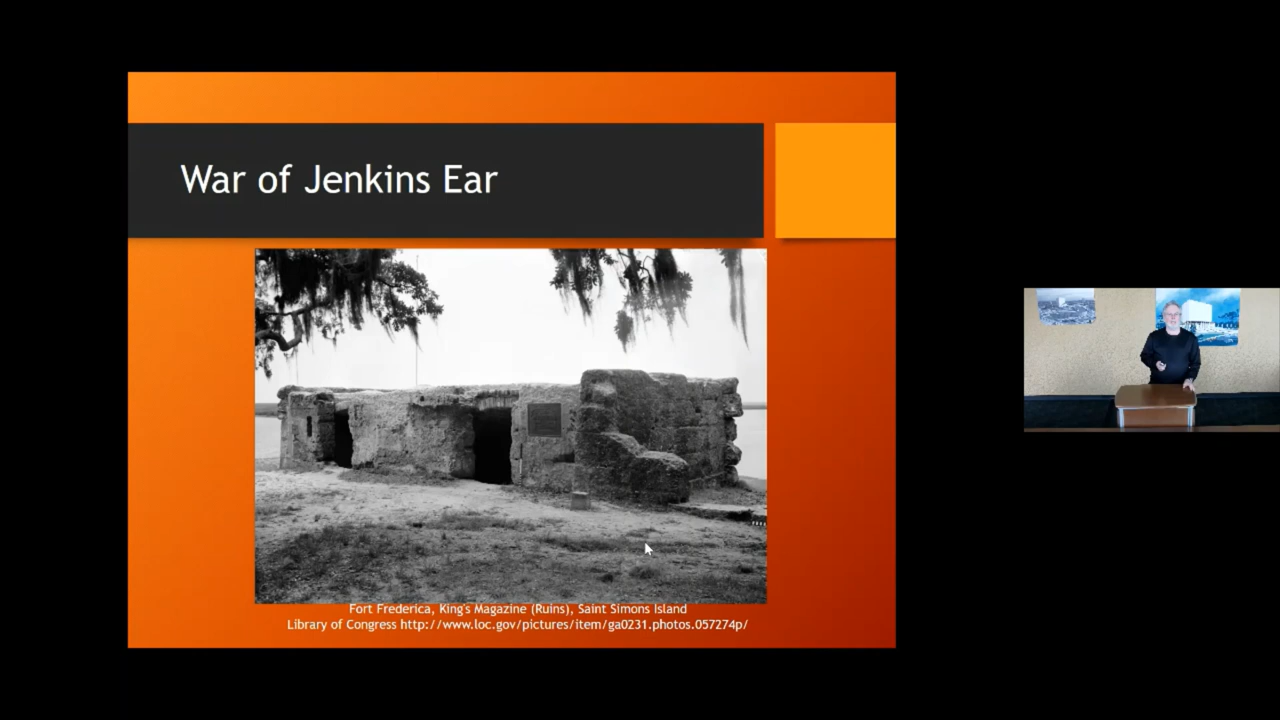 War of Jenkins Ear
Fort Frederica, King's Magazine (Ruins), Saint Simons Island
Library of Congress http://www.loc.gov/pictures/item/ga0231.photos.057274p/